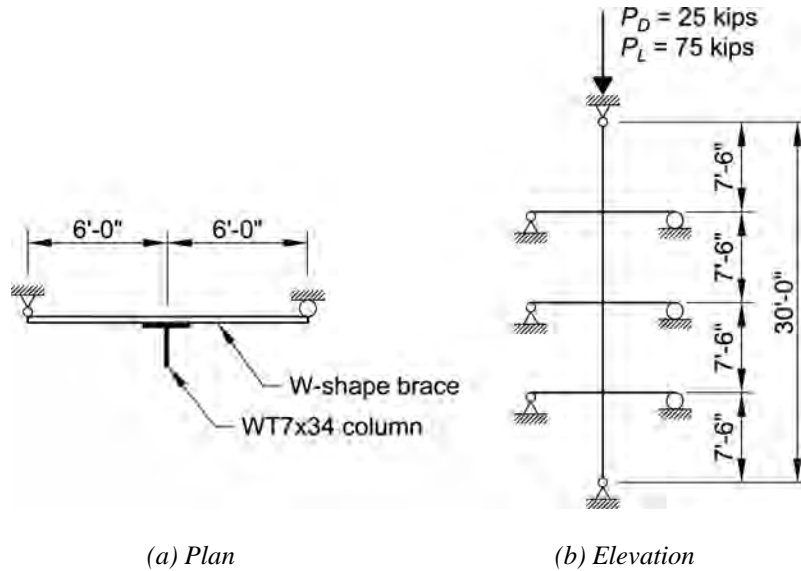 P_D = 25 kips
P_L = 75 kips
6'-0" 6'-0"
W-shape brace
WT7x34 column
7'-6"
7'-6"
7'-6"
7'-6"
30'-0"
(a) Plan
(b) Elevation